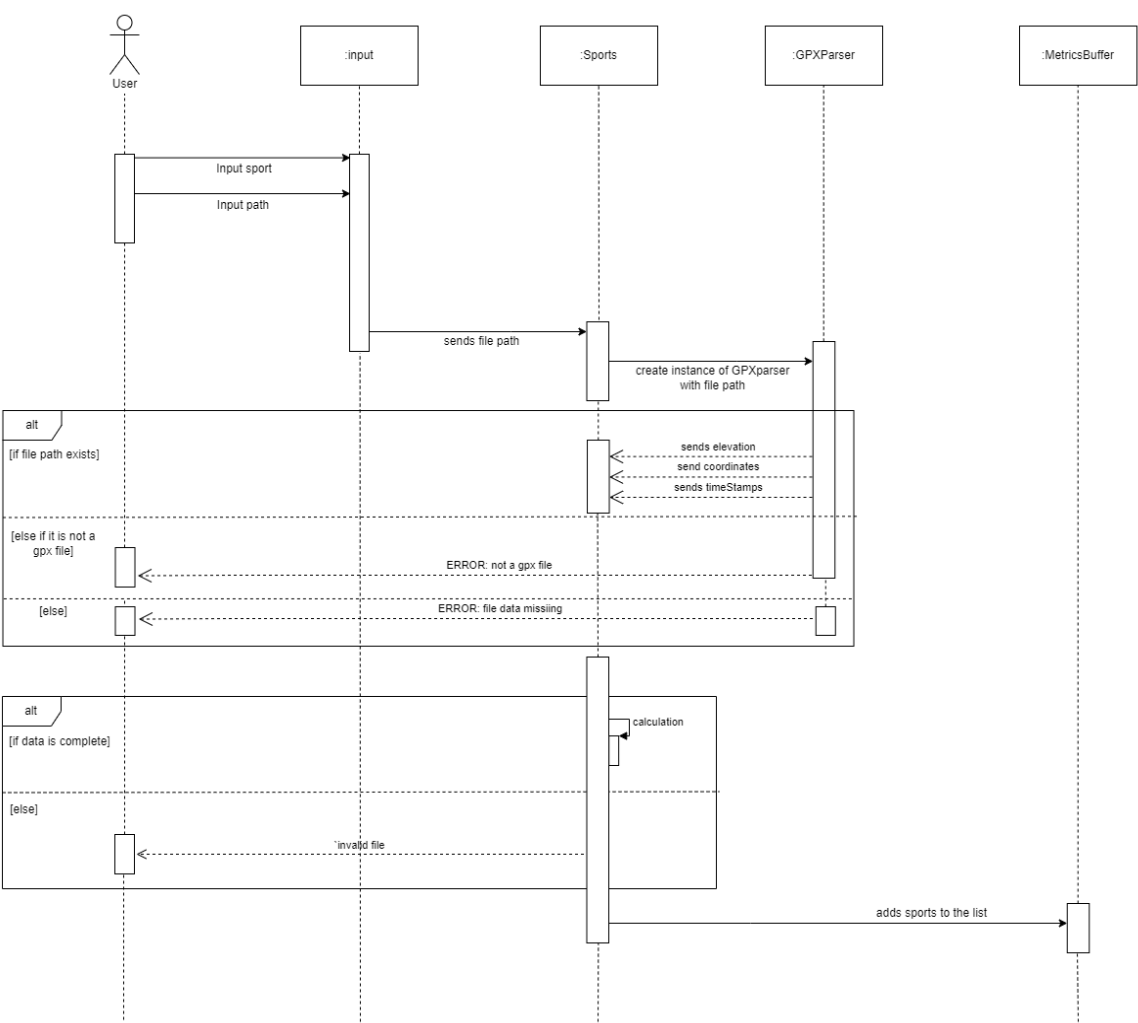 User
:input
:Sports
:GPXParser
:MetricsBuffer
Input sport
Input path
sends file path
create instance of GPXparser
with file path
alt
[if file path exists]
sends elevation
send coordinates
sends timeStamps
[else if it is not a
gpx file]
ERROR: not a gpx file
[else]
ERROR: file data missiing
alt
[if data is complete]
calculation
[else]
`invalid file
adds sports to the list